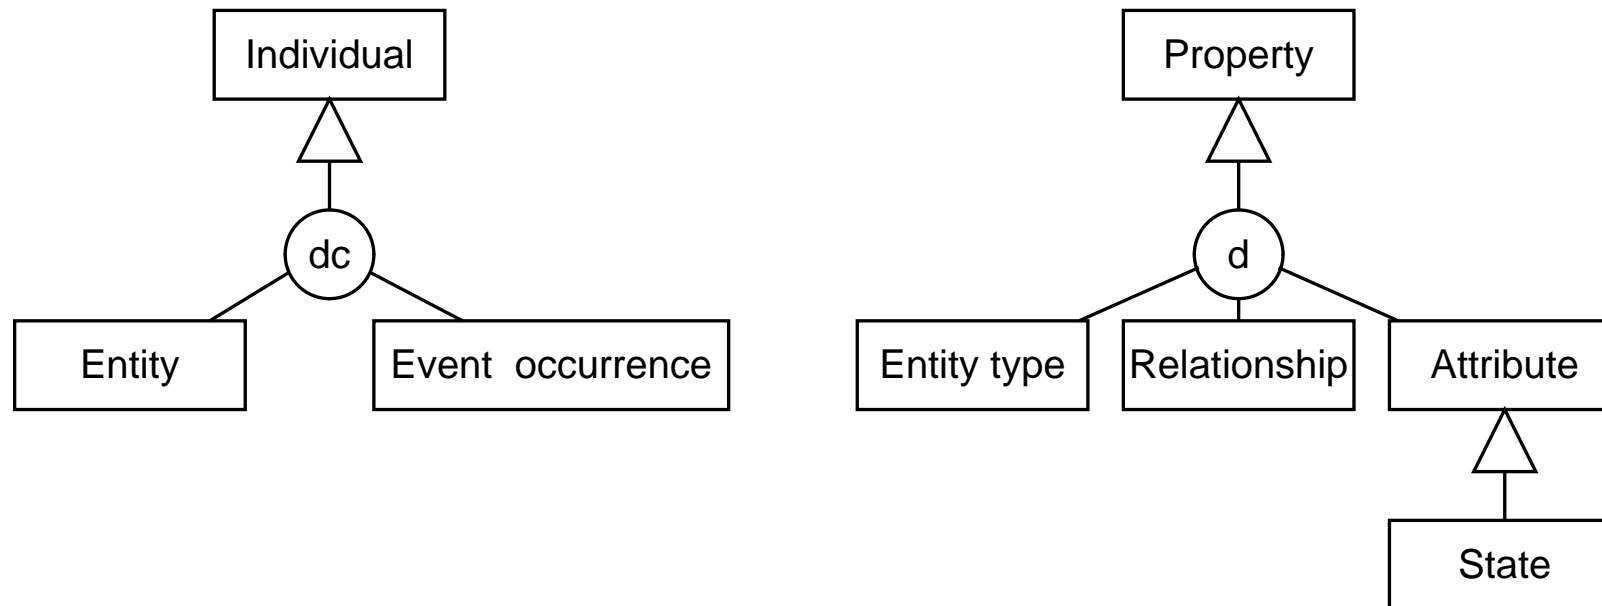 Individual
Property
dc
d
Entity
Event occurrence
Entity type
Relationship
Attribute
State